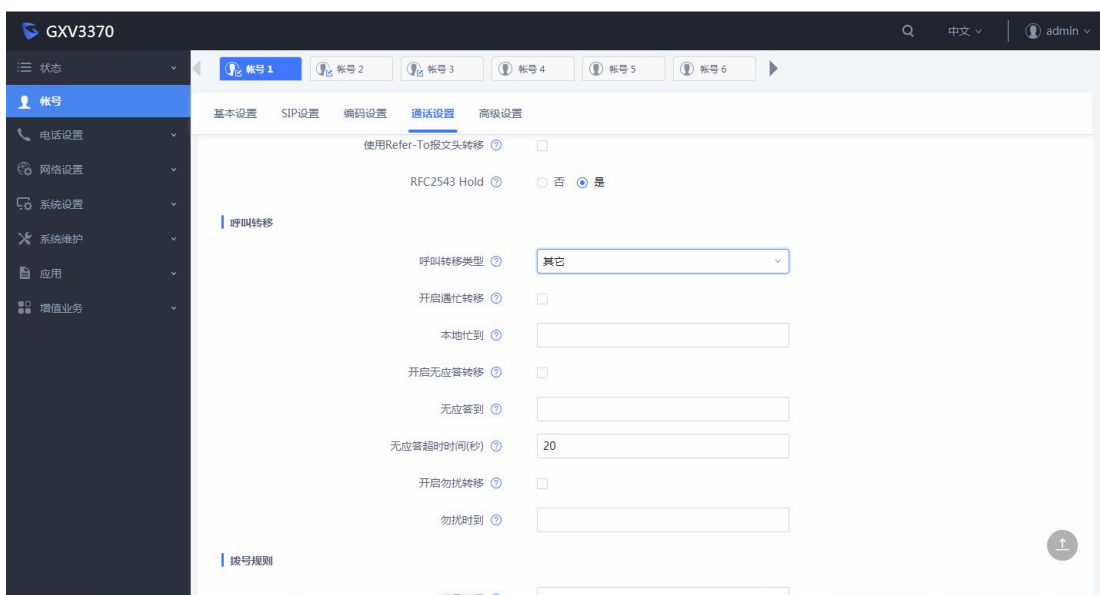 GXV3370
中文
admin
状态
帐号
电话设置
网络设置
系统设置
系统维护
应用
增值业务
帐号 1
帐号 2
帐号 3
帐号 4
帐号 5
帐号 6
基本设置
SIP设置
编码设置
通话设置
高级设置
使用Refer-To报文头转移
RFC2543 Hold
否
是
呼叫转移
呼叫转移类型
其它
开启遇忙转移
本地忙到
开启无应答转移
无应答到
无应答超时时间(秒)
20
开启勿扰转移
勿扰时到
拨号规则